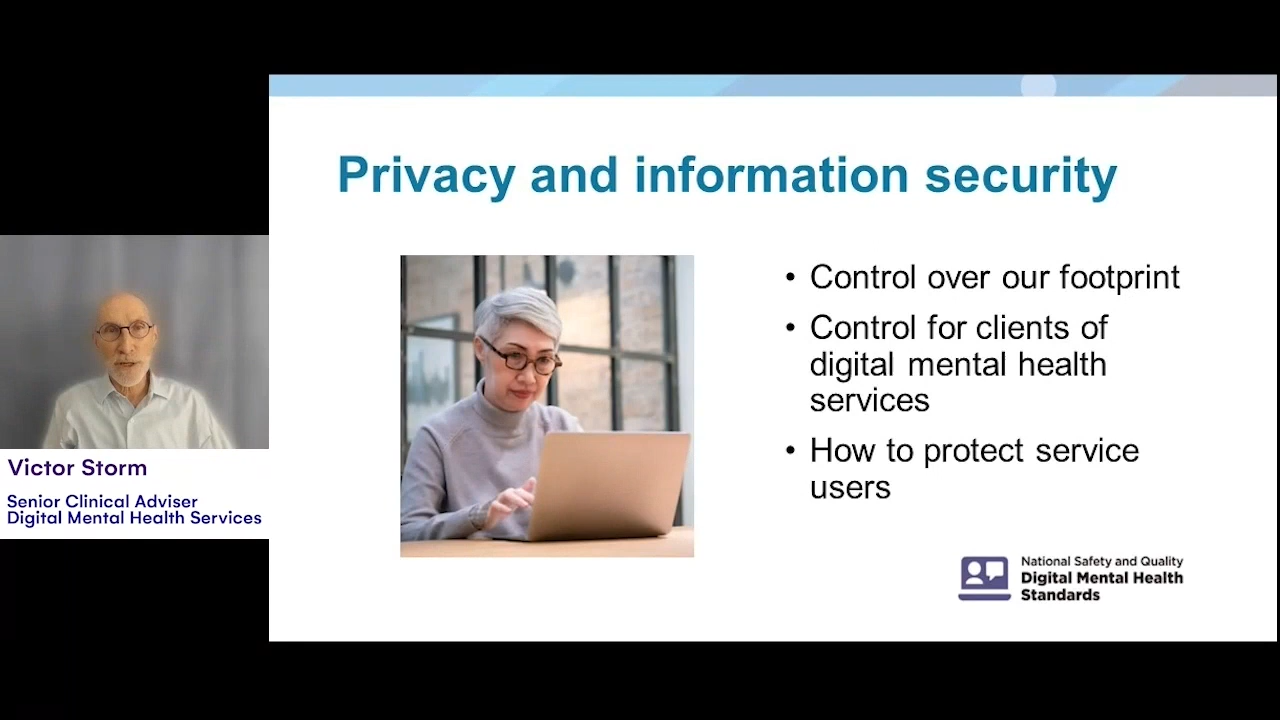 Privacy and information security
• Control over our footprint
• Control for clients of
digital mental health
services
• How to protect service
users
Victor Storm
Senior Clinical Adviser
Digital Mental Health Services
National Safety and Quality
Digital Mental Health
Standards